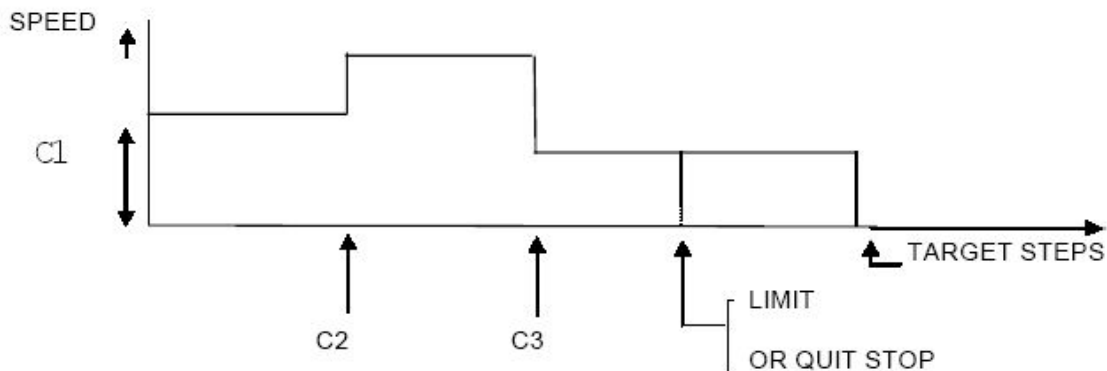 SPEED
C1
TARGET STEPS
C2
C3
LIMIT
OR QUIT STOP